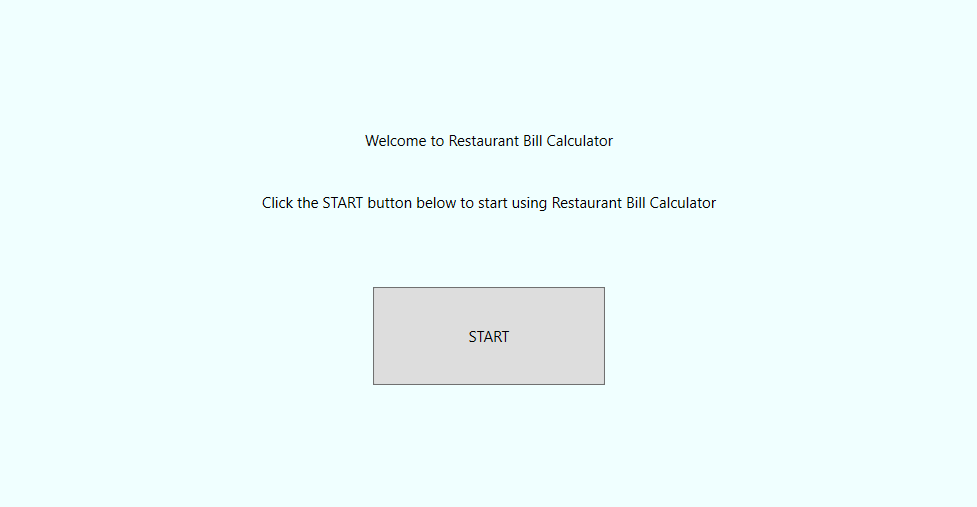 Welcome to Restaurant Bill Calculator
Click the START button below to start using Restaurant Bill Calculator
START